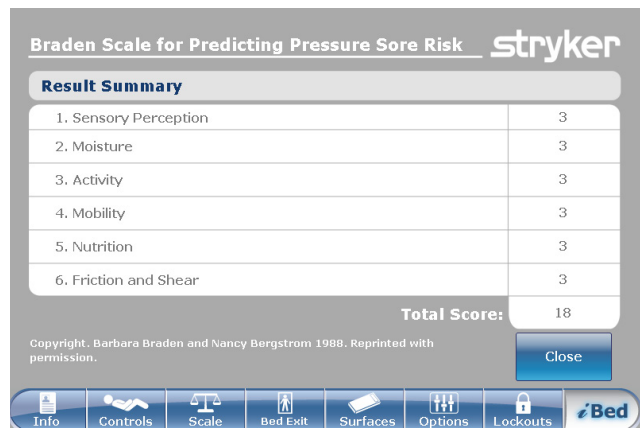 Braden Scale for Predicting Pressure Sore Risk stryker
Result Summary
1. Sensory Perception 3
2. Moisture 3
3. Activity 3
4. Mobility 3
5. Nutrition 3
6. Friction and Shear 3
Total Score: 18
Copyright. Barbara Braden and Nancy Bergstrom 1988. Reprinted with
permission.
Close
Info Controls Scale Bed Exit Surfaces Options Lockouts iBed